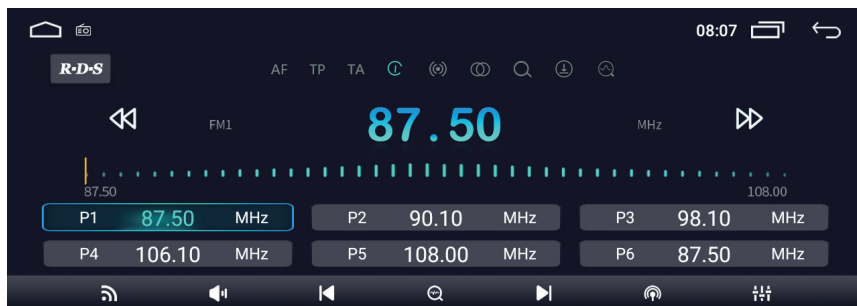 08:07
R·D·S AF TP TA
FM1 87.50 MHz
87.50 108.00
P1 87.50 MHz P2 90.10 MHz P3 98.10 MHz
P4 106.10 MHz P5 108.00 MHz P6 87.50 MHz